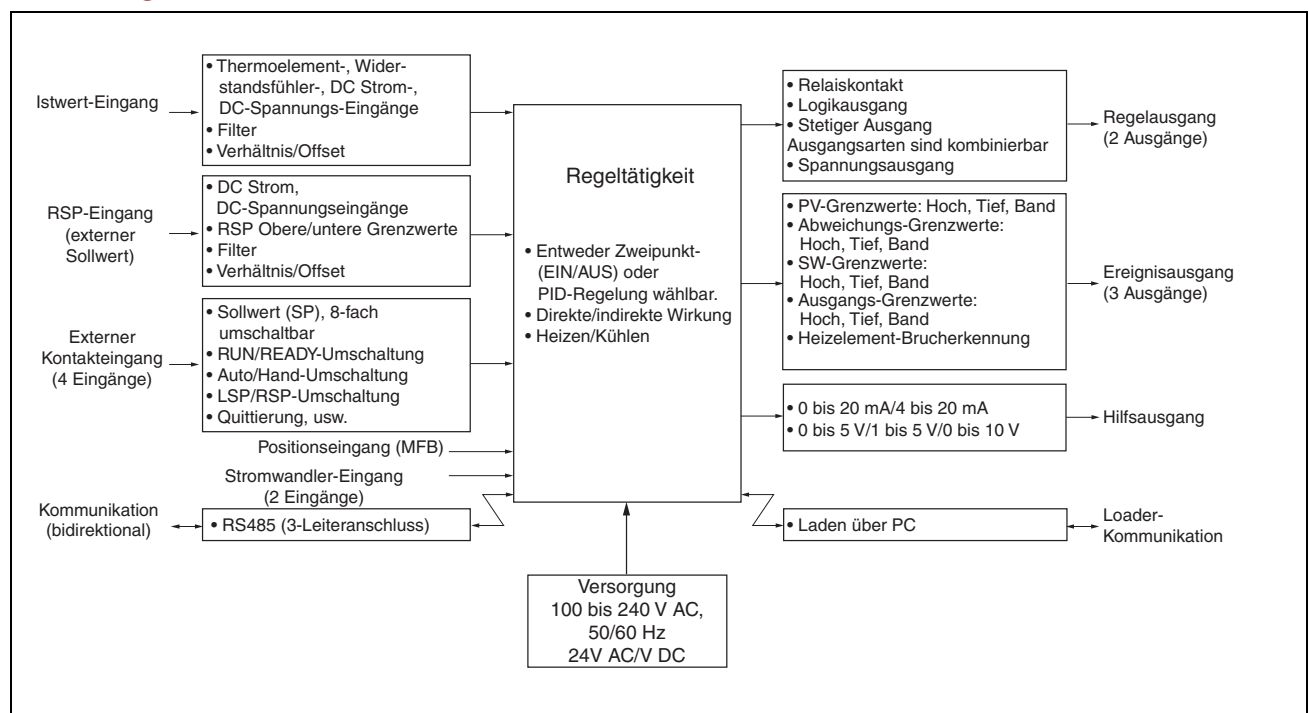 Istwert-Eingang
• Thermoelement-, Wider-
standsfühler-, DC Strom-,
DC-Spannungs-Eingänge
• Filter
• Verhältnis/Offset
RSP-Eingang
(externer
Sollwert)
• DC Strom,
DC-Spannungseingänge
• RSP Obere/untere Grenzwerte
• Filter
• Verhältnis/Offset
Externer
Kontakteingang
(4 Eingänge)
• Sollwert (SP), 8-fach
umschaltbar
• RUN/READY-Umschaltung
• Auto/Hand-Umschaltung
• LSP/RSP-Umschaltung
• Quittierung, usw.
Positionseingang (MFB)
Stromwandler-Eingang
(2 Eingänge)
Kommunikation
(bidirektional)
• RS485 (3-Leiteranschluss)
Regeltätigkeit
• Entweder Zweipunkt-
(EIN/AUS) oder
PID-Regelung wählbar.
• Direkte/indirekte Wirkung
• Heizen/Kühlen
Versorgung
100 bis 240 V AC,
50/60 Hz
24V AC/V DC
• Relaiskontakt
• Logikausgang
• Stetiger Ausgang
Ausgangsarten sind kombinierbar
• Spannungsausgang
Regelausgang
(2 Ausgänge)
• PV-Grenzwerte: Hoch, Tief, Band
• Abweichungs-Grenzwerte:
Hoch, Tief, Band
• SW-Grenzwerte:
Hoch, Tief, Band
• Ausgangs-Grenzwerte:
Hoch, Tief, Band
• Heizelement-Brucherkennung
Ereignisausgang
(3 Ausgänge)
• 0 bis 20 mA/4 bis 20 mA
• 0 bis 5 V/1 bis 5 V/0 bis 10 V
Hilfsausgang
• Laden über PC
Loader-
Kommunikation